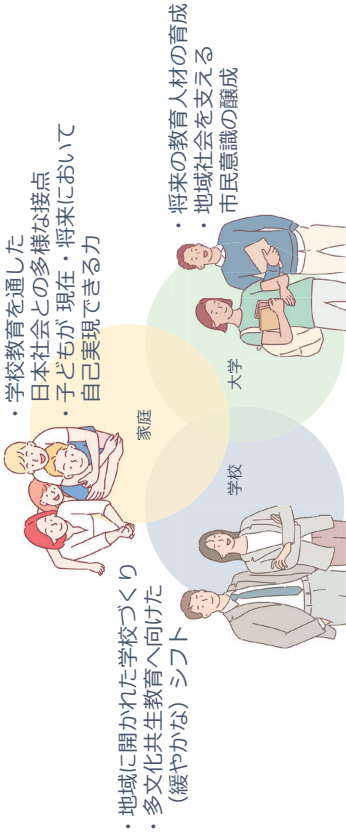 ・学校教育を通した
日本社会との多様な接点
・子どもが 現在・将来において
自己実現できる力
家庭
・地域に開かれた学校づくり
・多文化共生教育へ向けた
（緩やかな）シフト
学校
大学
・将来の教育人材の育成
・地域社会を支える
市民意識の醸成